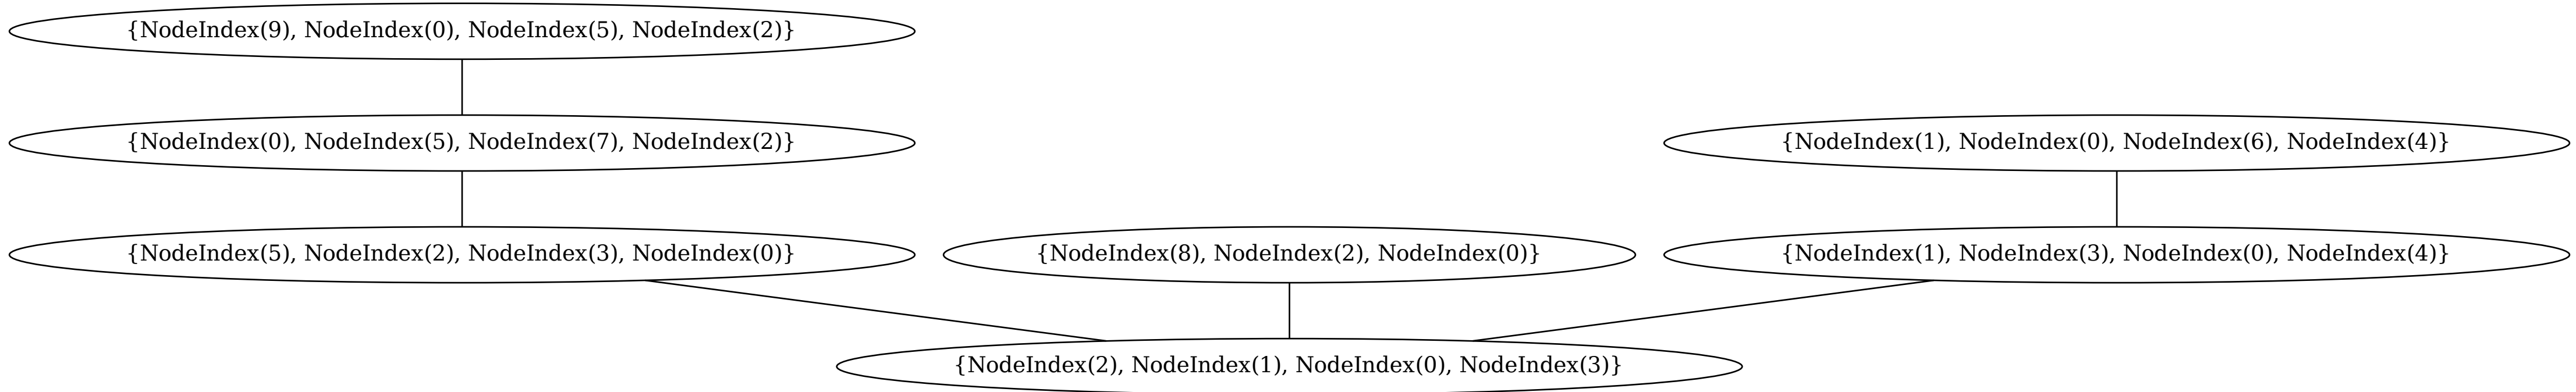 {NodeIndex(9), NodeIndex(0), NodeIndex(5), NodeIndex(2)}
{NodeIndex(0), NodeIndex(5), NodeIndex(7), NodeIndex(2)}
{NodeIndex(1), NodeIndex(0), NodeIndex(6), NodeIndex(4)}
{NodeIndex(5), NodeIndex(2), NodeIndex(3), NodeIndex(0)}
{NodeIndex(8), NodeIndex(2), NodeIndex(0)}
{NodeIndex(1), NodeIndex(3), NodeIndex(0), NodeIndex(4)}
{NodeIndex(2), NodeIndex(1), NodeIndex(0), NodeIndex(3)}